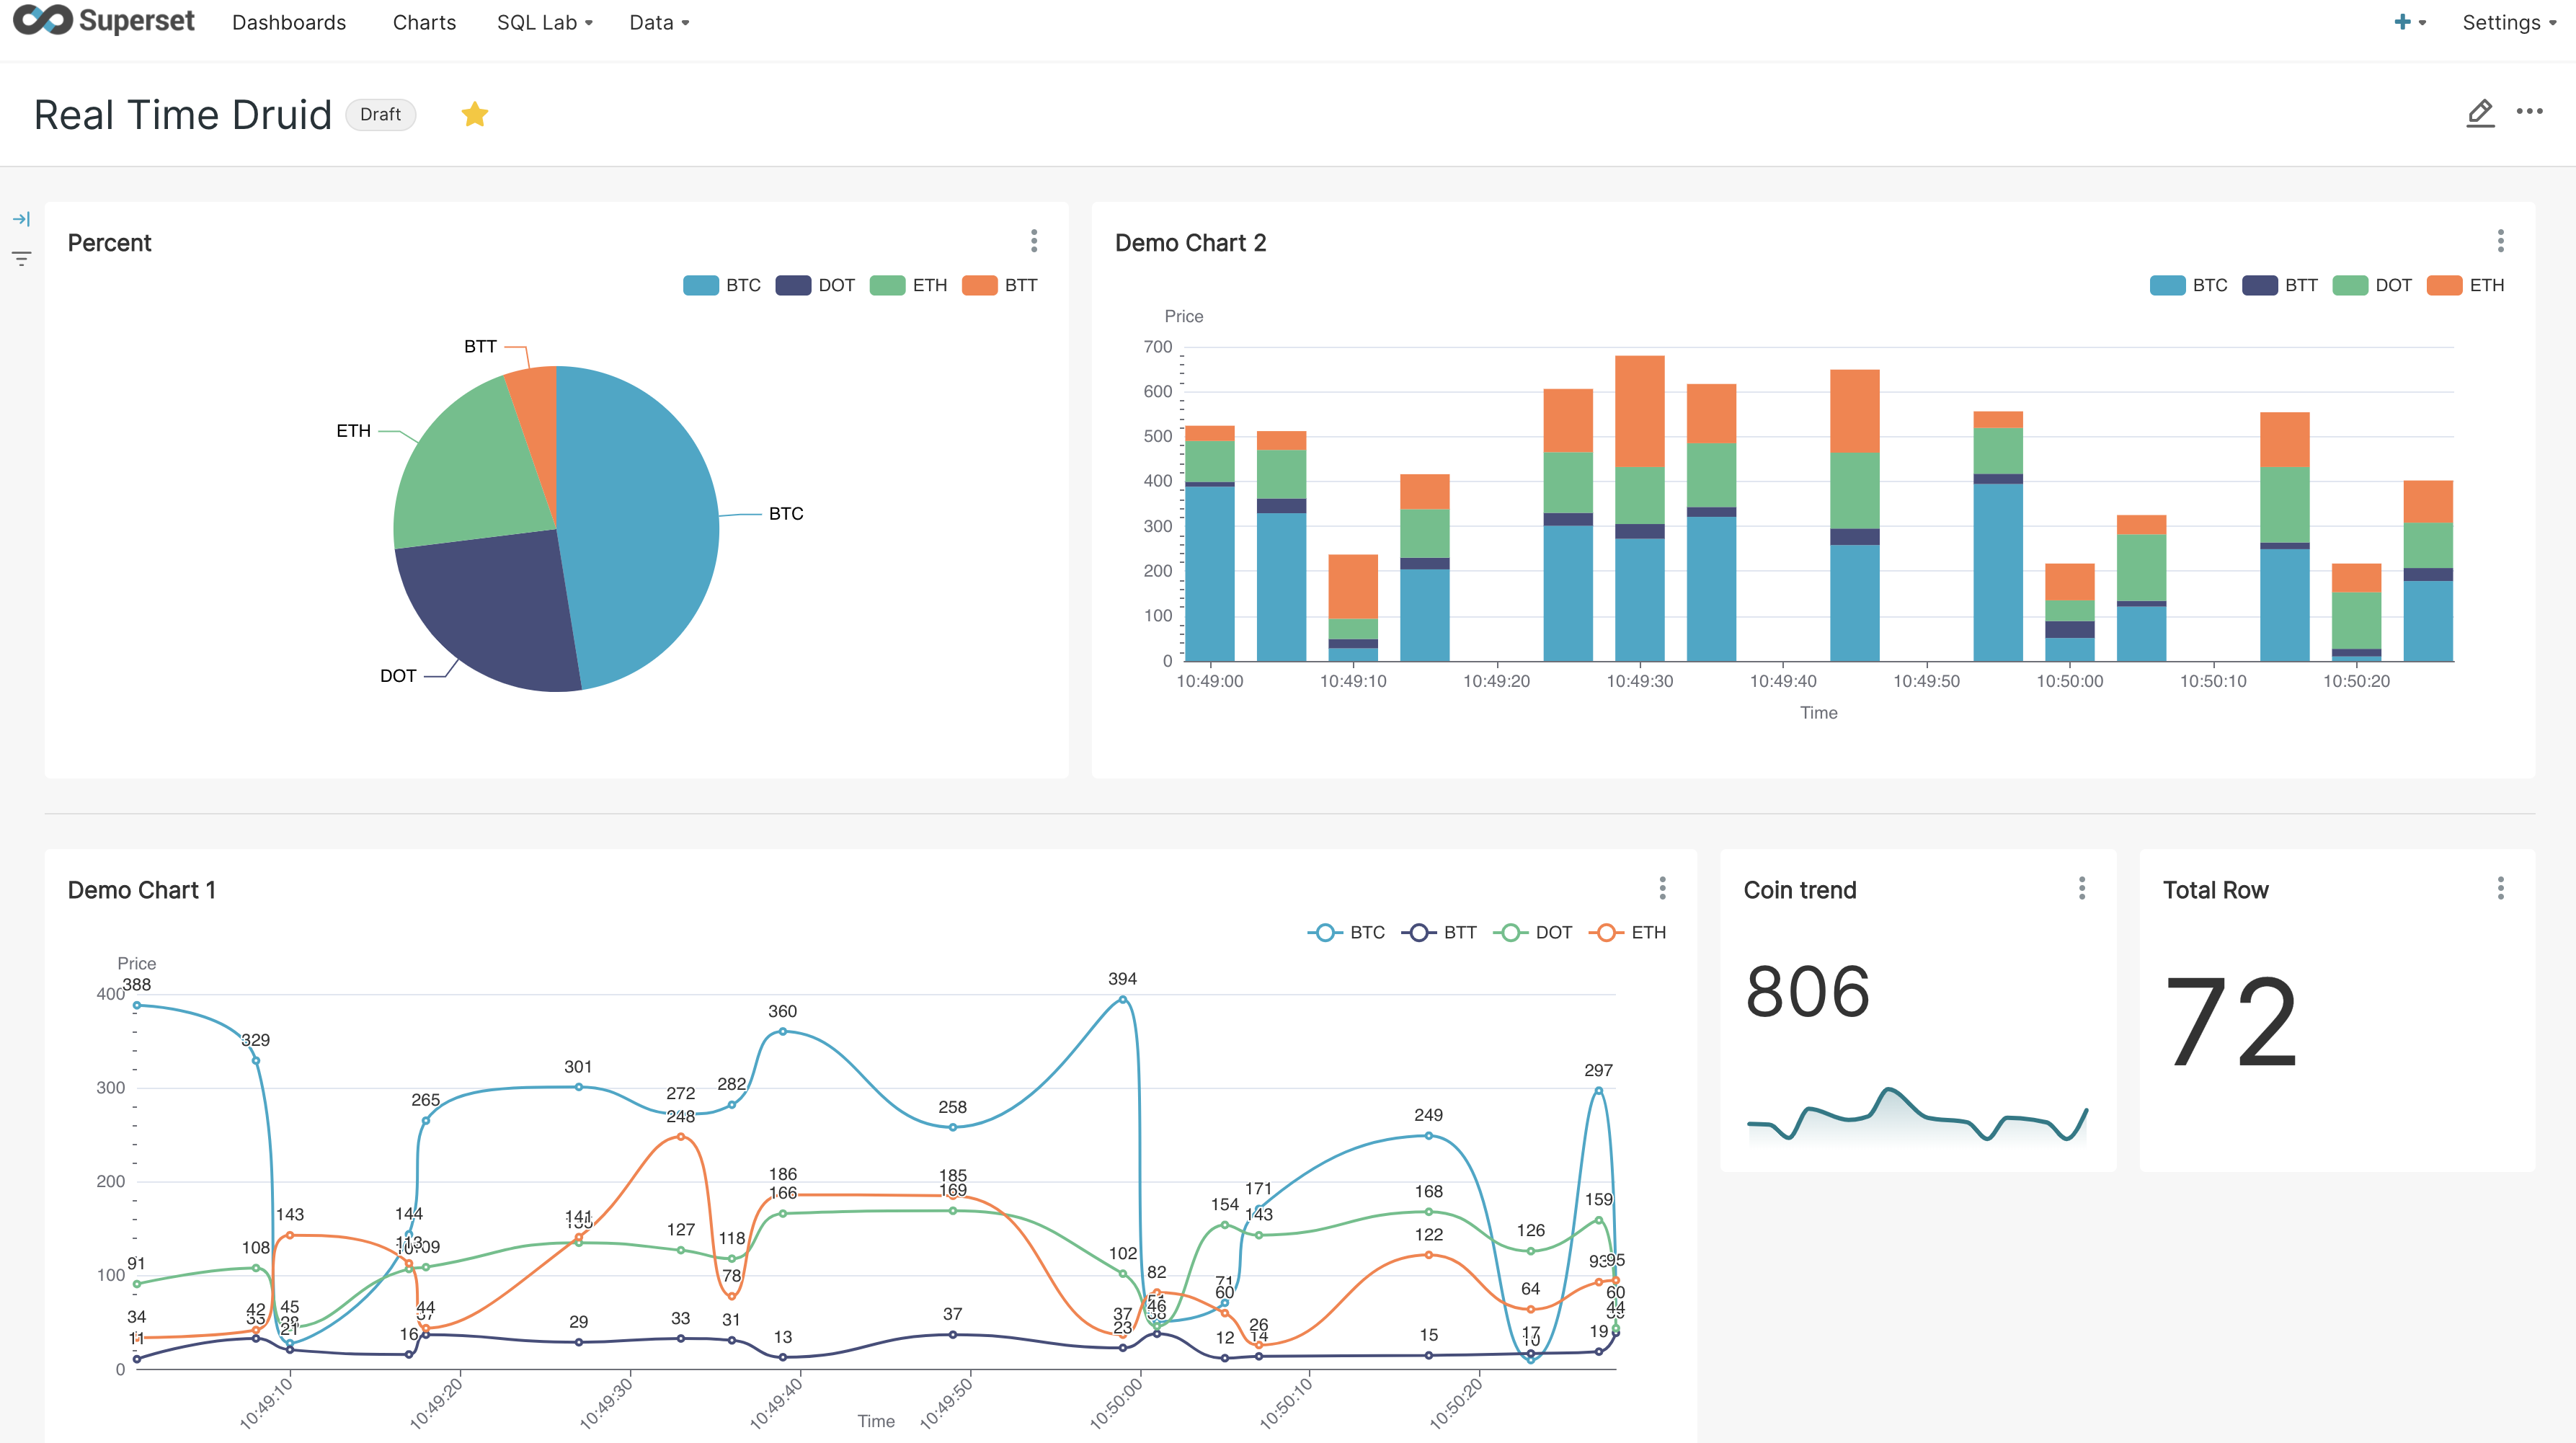 Superset Dashboards Charts SQL Lab Data + Settings
Real Time Druid Draft
Percent
BTC DOT ETH BTT
BTT
ETH
BTC
DOT
Demo Chart 2
BTC BTT DOT ETH
Price
700
600
500
400
300
200
100
0
10:49:00 10:49:10 10:49:20 10:49:30 10:49:40 10:49:50 10:50:00 10:50:10 10:50:20
Time
Demo Chart 1
BTC BTT DOT ETH
Price
400
300
200
100
0
388 329 144 265 301 272 282 360 258 394 71 171 249 10 297 60
91 108 45 109 127 118 166 169 102 46 154 143 168 126 159 44
34 42 143 113 44 141 248 78 186 185 37 82 60 26 122 64 93 95
11 33 21 16 37 29 33 31 13 37 23 12 14 15 17 19
10:49:10 10:49:20 10:49:30 10:49:40 10:49:50 10:50:00 10:50:10 10:50:20
Time
Coin trend
806
Total Row
72